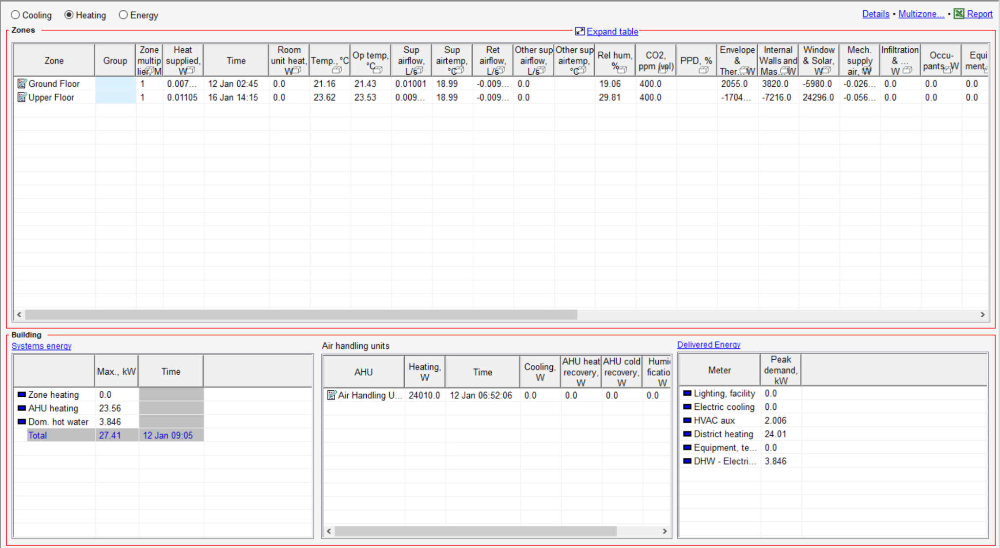 Cooling Heating Energy Details • Multizone... • Report
Zones Expand table
Zone Group Zone multip lier, M Heat supplied, W Time Room unit heat, W Temp., °C Op temp, °C Sup airflow, L/s Sup airtemp, °C Ret airflow, L/s Other sup airflow, L/s Other sup airtemp, °C Rel hum, % CO2, ppm (vol) PPD, % Envelope & Ther... W Internal Walls and Mas... W Window & Solar, W Mech. supply air, W Infiltration & ... W Occu- pants, W Equi ment,
Ground Floor 1 0.007... 12 Jan 02:45 0.0 21.16 21.43 0.01001 18.99 -0.009... 0.0 19.06 400.0 2055.0 3820.0 -5980.0 -0.026... 0.0 0.0 0.0
Upper Floor 1 0.01105 16 Jan 14:15 0.0 23.62 23.53 0.009... 18.99 -0.009... 0.0 29.81 400.0 -1704... -7216.0 24296.0 -0.056... 0.0 0.0 0.0
Building
Systems energy
Max., kW Time
Zone heating 0.0
AHU heating 23.56
Dom. hot water 3.846
Total 27.41 12 Jan 09:05
Air handling units
AHU Heating, W Time Cooling, W AHU heat recovery, W AHU cold recovery, W Humi ficatio W
Air Handling U... 24010.0 12 Jan 06:52:06 0.0 0.0 0.0 0.0
Delivered Energy
Meter Peak demand, kW
Lighting, facility 0.0
Electric cooling 0.0
HVAC aux 2.006
District heating 24.01
Equipment, te... 0.0
DHW - Electri... 3.846